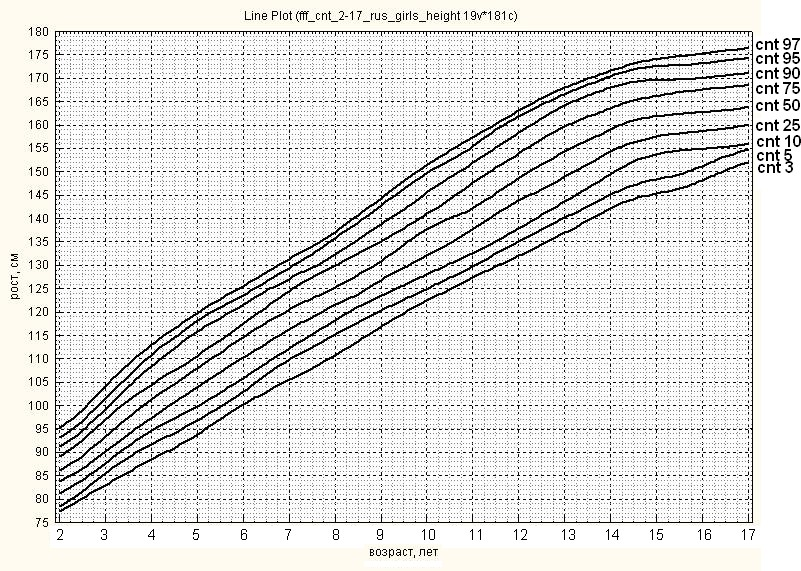 Line Plot (fff_cnt_2-17_rus_girls_height 19v*181c)
180
175
170
165
160
155
150
145
140
135
130
125
120
115
110
105
100
95
90
85
80
75
рост, см
cnt 97
cnt 95
cnt 90
cnt 75
cnt 50
cnt 25
cnt 10
cnt 5
cnt 3
2 3 4 5 6 7 8 9 10 11 12 13 14 15 16 17
возраст, лет